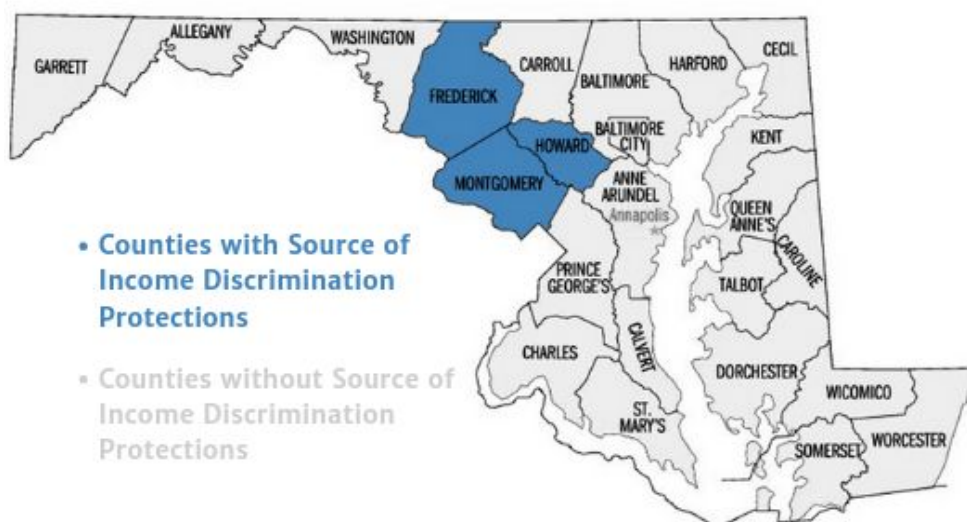 ALLEGANY
WASHINGTON
GARRETT
CARROLL
HARFORD
CECIL
BALTIMORE
FREDERICK
BALTIMORE
CITY
KENT
HOWARD
MONTGOMERY
ANNE
ARUNDEL
Annapolis
QUEEN
ANNE'S
CAROLINE
• Counties with Source of
Income Discrimination
Protections
PRINCE
GEORGE'S
TALBOT
CALVERT
CHARLES
• Counties without Source of
Income Discrimination
Protections
DORCHESTER
WICOMICO
ST.
MARY'S
SOMERSET
WORCESTER